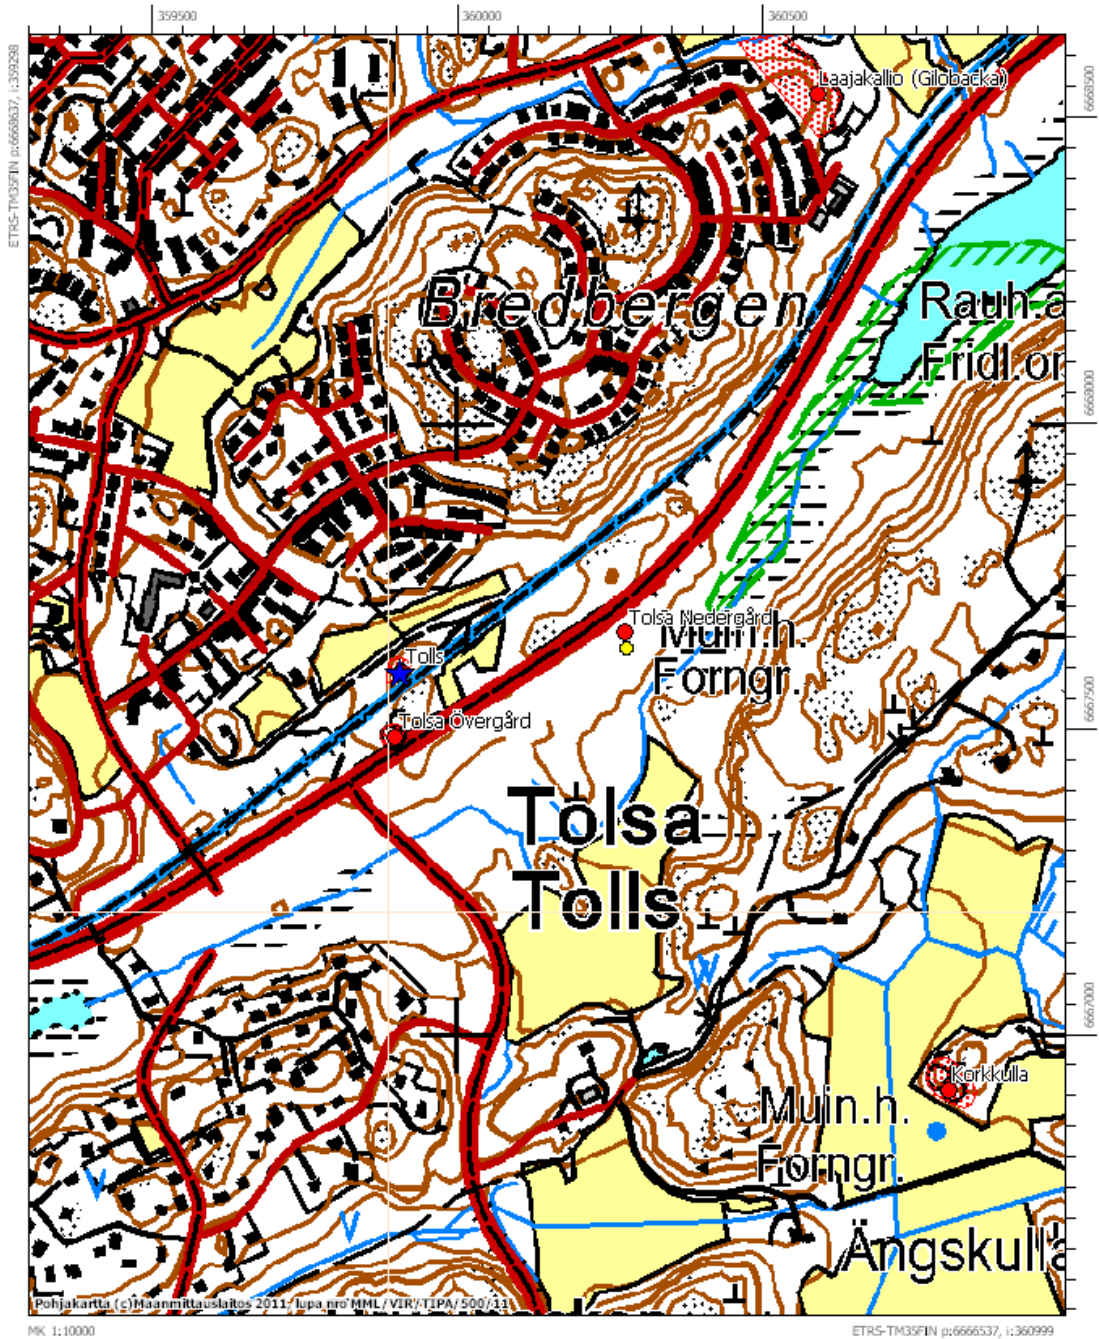 359500
360000
360500
ETRS-TM35FIN p:6668637, i:359298
6668500
Laajakallio (Gilobacka)
Bredbergen
Rauh.a
Fridl.or
6668000
Tolsa Nedergård
Muin.h.
Forngr.
Tolls
6667500
Tolsa Övergård
Tolsa
Tolls
6667000
Korkkulla
Muin.h.
Forngr.
Ängskulla
Pohjakartta (c)Maanmittauslaitos 2011, lupa nro MML/VIR/TIPA/500/11
MK 1:10000
ETRS-TM35FIN p:6666537, i:360999